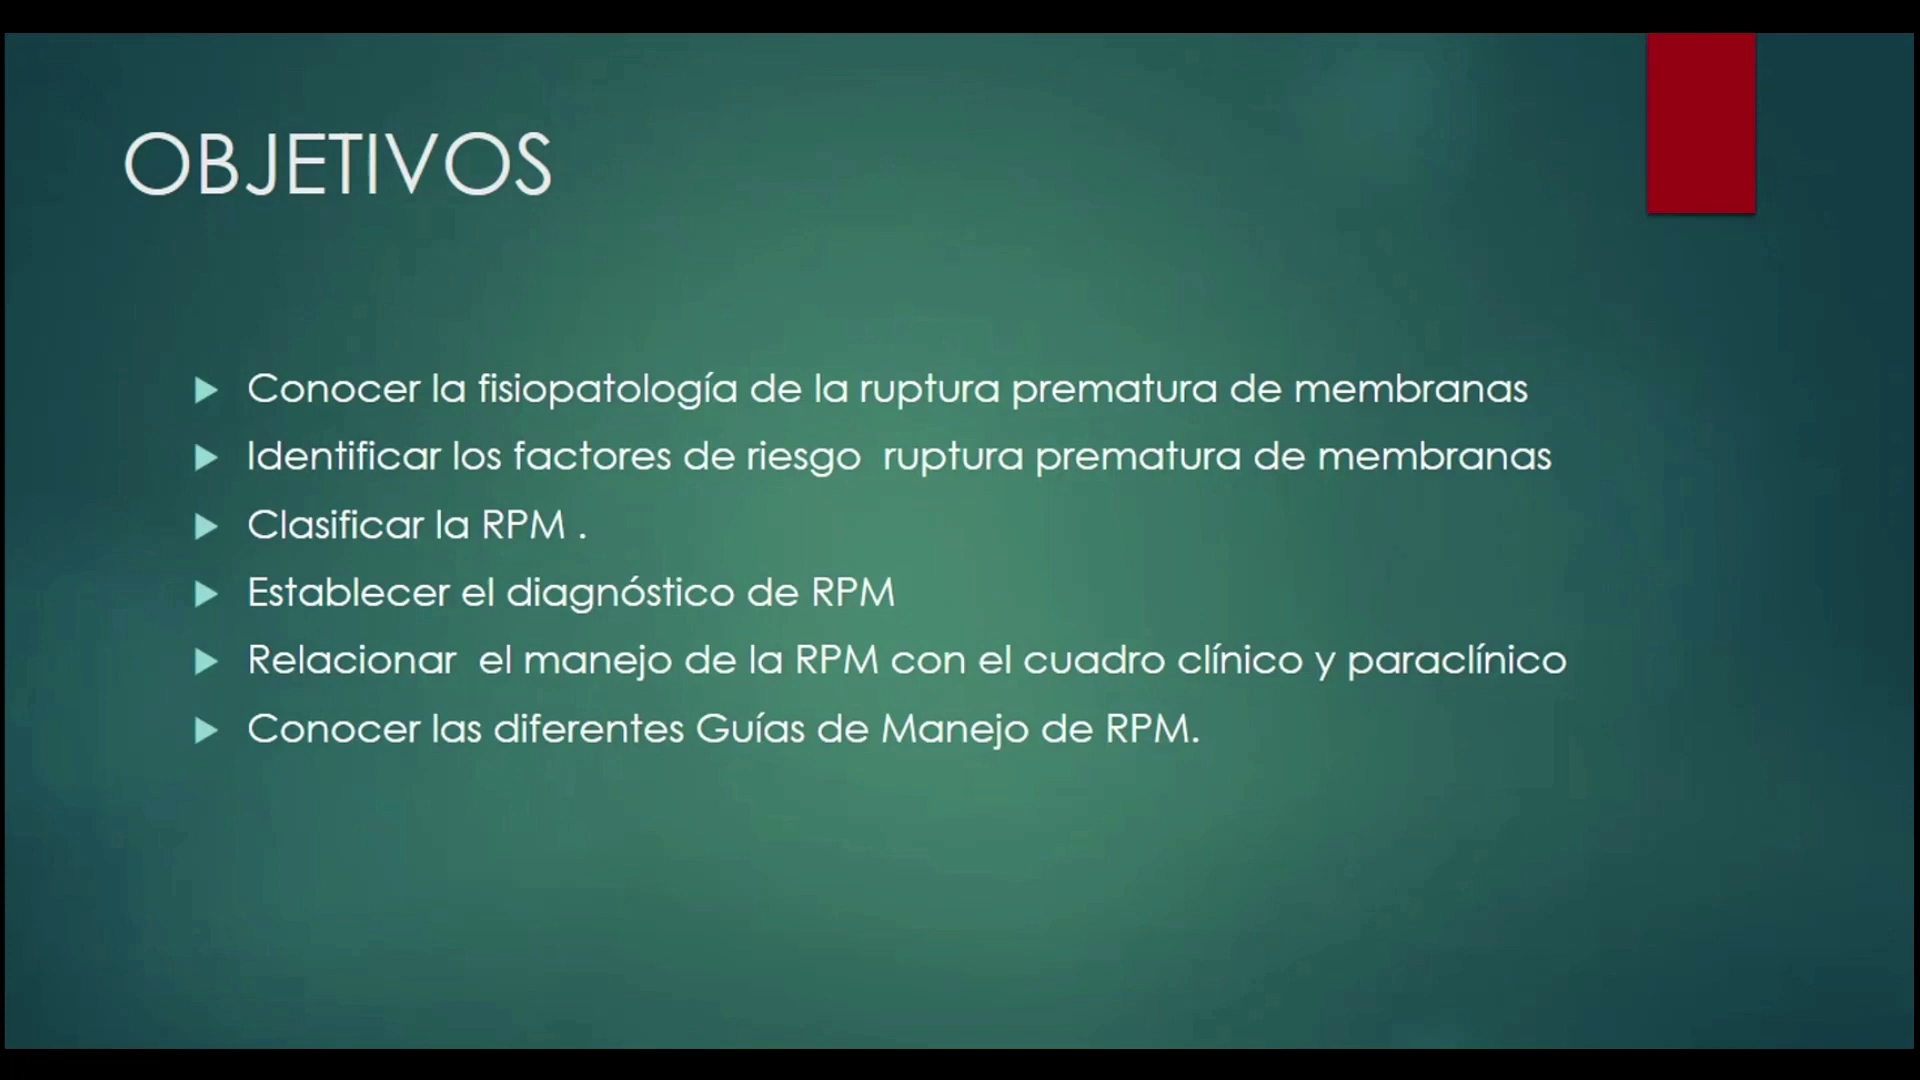 OBJETIVOS
Conocer la fisiopatología de la ruptura prematura de membranas
Identificar los factores de riesgo  ruptura prematura de membranas
Clasificar la RPM .
Establecer el diagnóstico de RPM
Relacionar  el manejo de la RPM con el cuadro clínico y paraclínico
Conocer las diferentes Guías de Manejo de RPM.